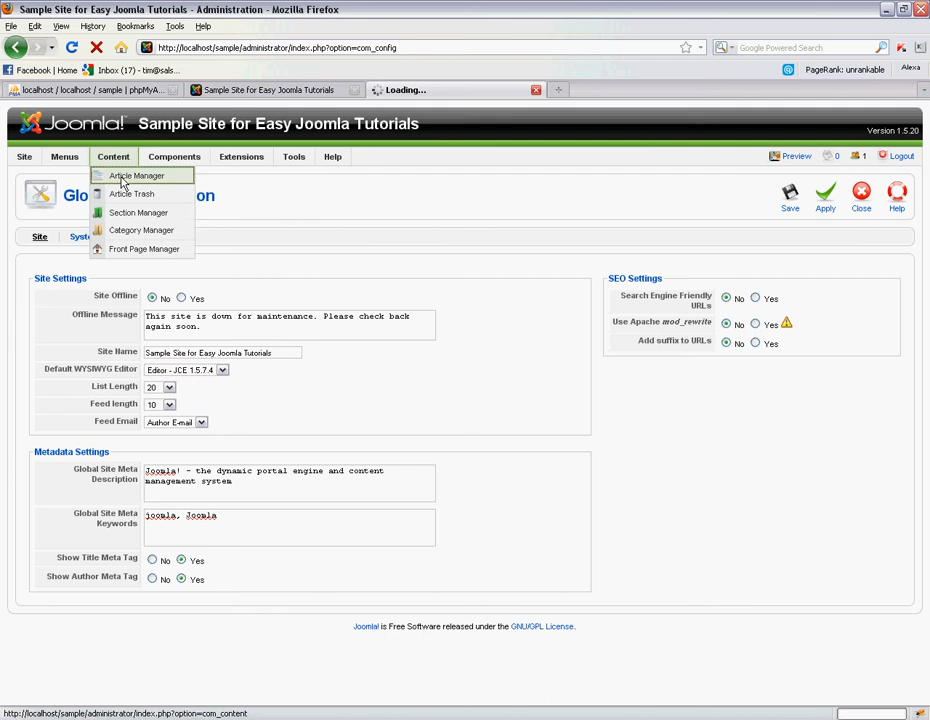 Sample Site for Easy Joomla Tutorials - Administration - Mozilla Firefox
File Edit View History Bookmarks Tools Help
http://localhost/sample/administrator/index.php?option=com_config
Google Powered Search
Facebook | Home Inbox (17) - tim@sals... PageRank: unrankable Alexa
localhost / localhost / sample | phpMyA... Sample Site for Easy Joomla Tutorials Loading...
Joomla! Sample Site for Easy Joomla Tutorials
Version 1.5.20
Site Menus Content Components Extensions Tools Help Preview 0 1 Logout
Article Manager
Article Trash
Section Manager
Category Manager
Front Page Manager
Save Apply Close Help
Site
Site Settings
Site Offline No Yes
Offline Message This site is down for maintenance. Please check back
again soon.
Site Name Sample Site for Easy Joomla Tutorials
Default WYSIWYG Editor Editor - JCE 1.5.7.4
List Length 20
Feed length 10
Feed Email Author E-mail
SEO Settings
Search Engine Friendly
URLs No Yes
Use Apache mod_rewrite No Yes
Add suffix to URLs No Yes
Metadata Settings
Global Site Meta
Description Joomla! - the dynamic portal engine and content
management system
Global Site Meta
Keywords joomla, Joomla
Show Title Meta Tag No Yes
Show Author Meta Tag No Yes
Joomla! is Free Software released under the GNU/GPL License.
http://localhost/sample/administrator/index.php?option=com_content